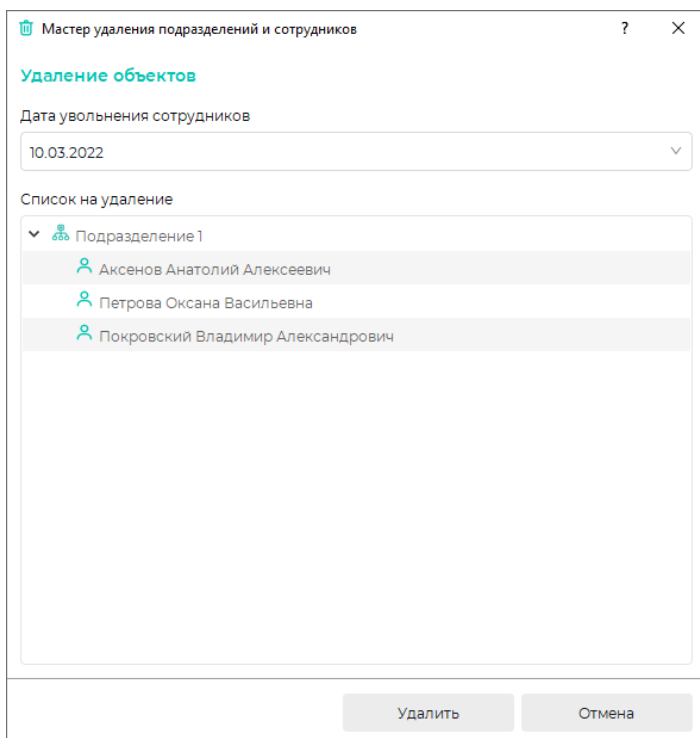 Мастер удаления подразделений и сотрудников ?
Удаление объектов
Дата увольнения сотрудников
10.03.2022
Список на удаление
Подразделение 1
Аксенов Анатолий Алексеевич
Петрова Оксана Васильевна
Покровский Владимир Александрович
Удалить Отмена